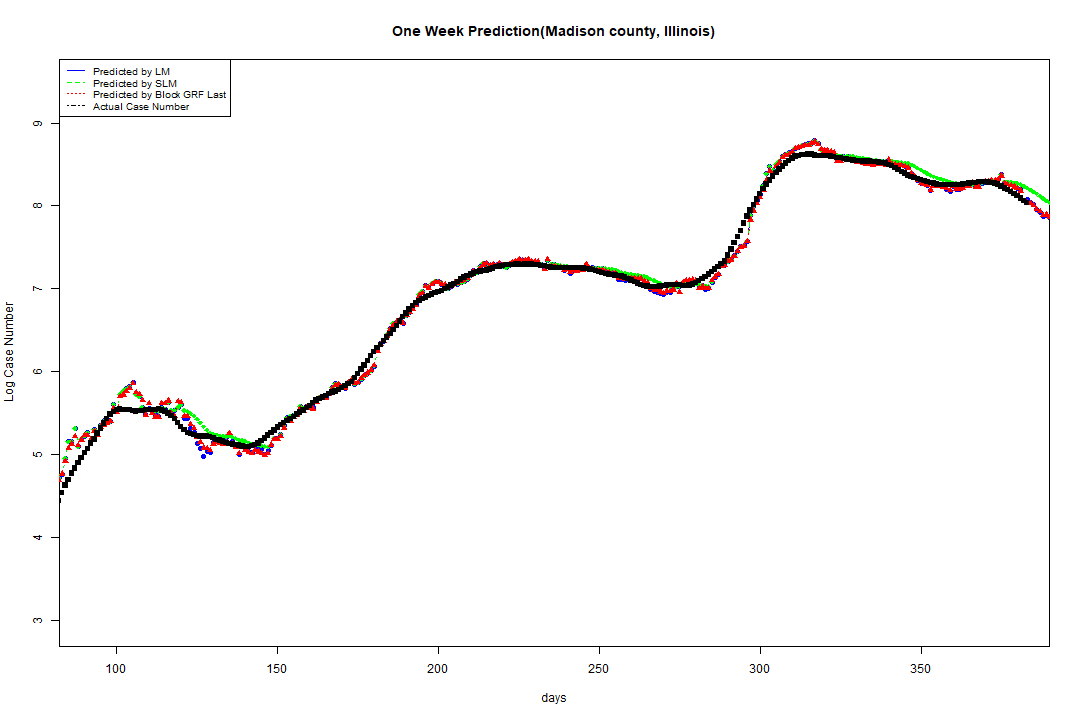 One Week Prediction(Madison county, Illinois)
Predicted by LM
Predicted by SLM
Predicted by Block GRF Last
Actual Case Number
9
8
7
6
5
4
3
Log Case Number
100 150 200 250 300 350
days